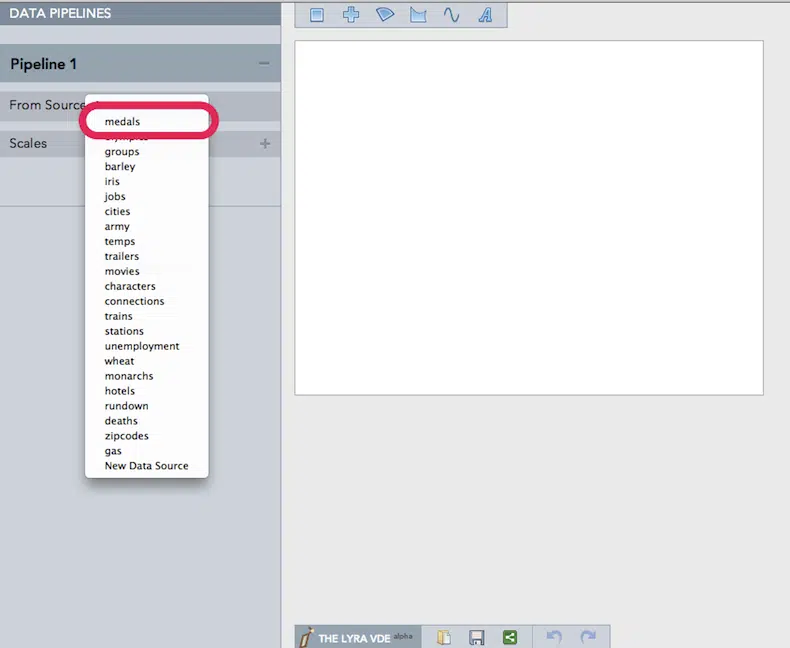 DATA PIPELINES
Pipeline 1
From Source
Scales
medals
groups
barley
iris
jobs
cities
army
temps
trailers
movies
characters
connections
trains
stations
unemployment
wheat
monarchs
hotels
rundown
deaths
zipcodes
gas
New Data Source
A
THE LYRA VDE alpha